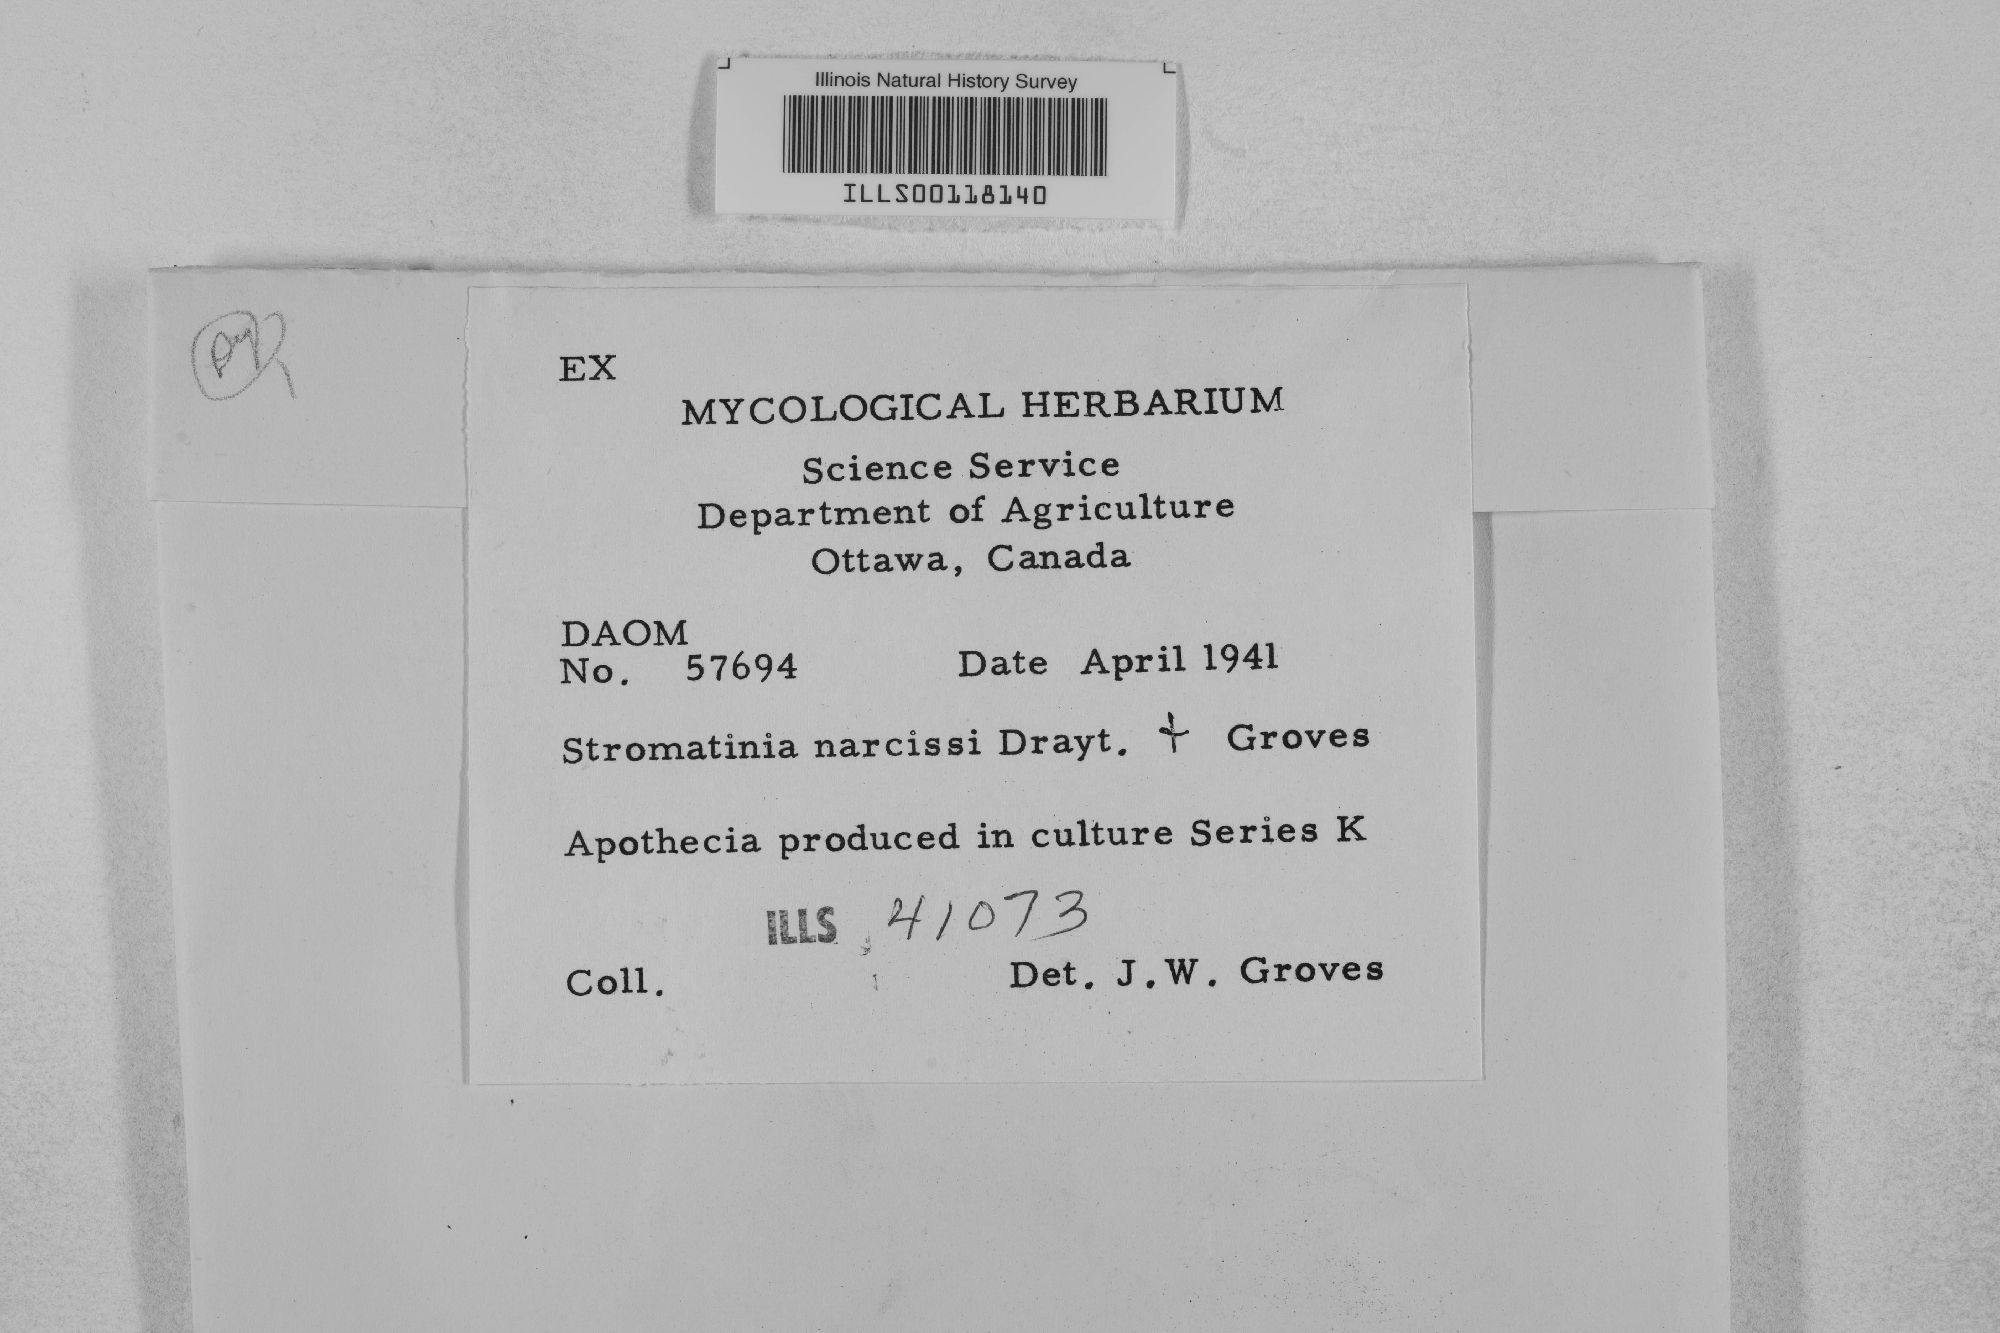 Illinois Natural History Survey
ILLS00118140
EX
MYCOLOGICAL HERBARIUM
Science Service
Department of Agriculture
Ottawa, Canada
DAOM
No. 57694 Date April 1941
Stromatinia narcissi Drayt. + Groves
Apothecia produced in culture Series K
ILLS 41073
Coll. Det. J.W. Groves